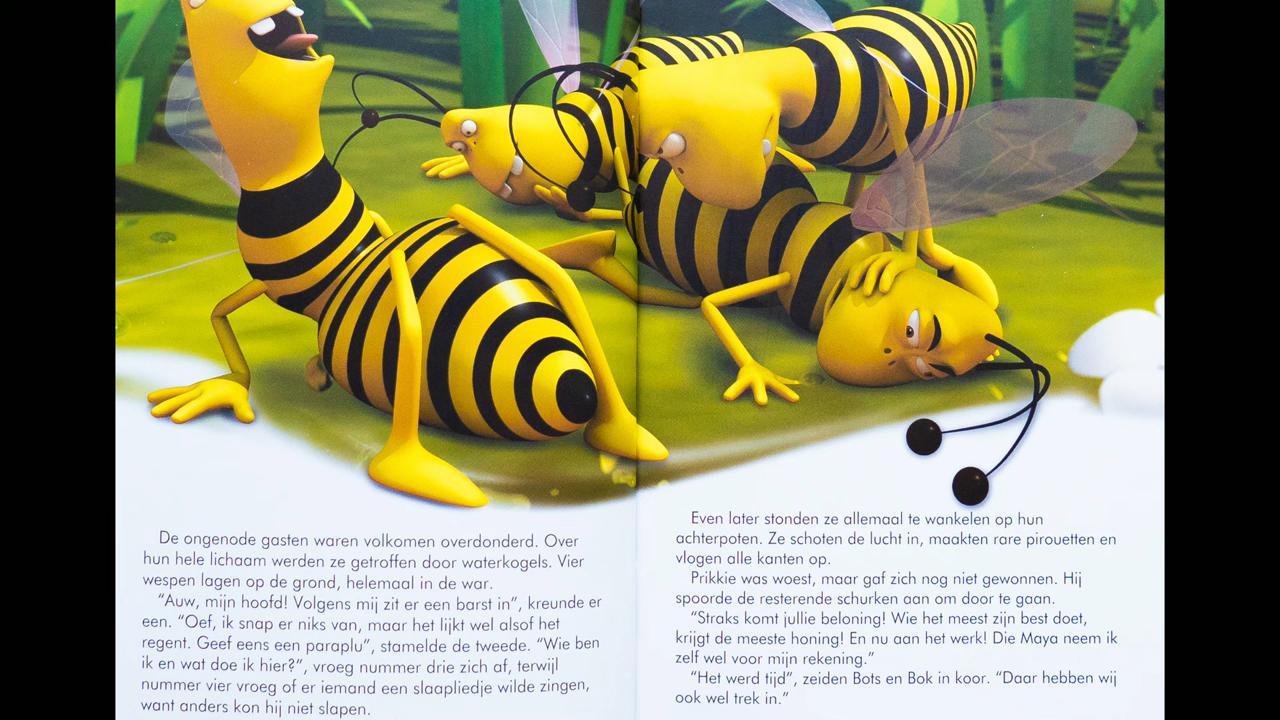 De ongenode gasten waren volkomen overdonderd. Over
hun hele lichaam werden ze getroffen door waterkogels. Vier
wespen lagen op de grond, helemaal in de war.
“Auw, mijn hoofd! Volgens mij zit er een barst in”, kreunde er
een. “Oef, ik snap er niks van, maar het lijkt wel alsof het
regent. Geef eens een paraplu”, stamelde de tweede. “Wie ben
ik en wat doe ik hier?”, vroeg nummer drie zich af, terwijl
nummer vier vroeg of er iemand een slaapliedje wilde zingen,
want anders kon hij niet slapen.
Even later stonden ze allemaal te wankelen op hun
achterpoten. Ze schoten de lucht in, maakten rare pirouetten en
vlogen alle kanten op.
Prikkie was woest, maar gaf zich nog niet gewonnen. Hij
spoorde de resterende schurken aan om door te gaan.
“Straks komt jullie beloning! Wie het meest zijn best doet,
krijgt de meeste honing! En nu aan het werk! Die Maya neem ik
zelf wel voor mijn rekening.”
“Het werd tijd”, zeiden Bots en Bok in koor. “Daar hebben wij
ook wel trek in.”